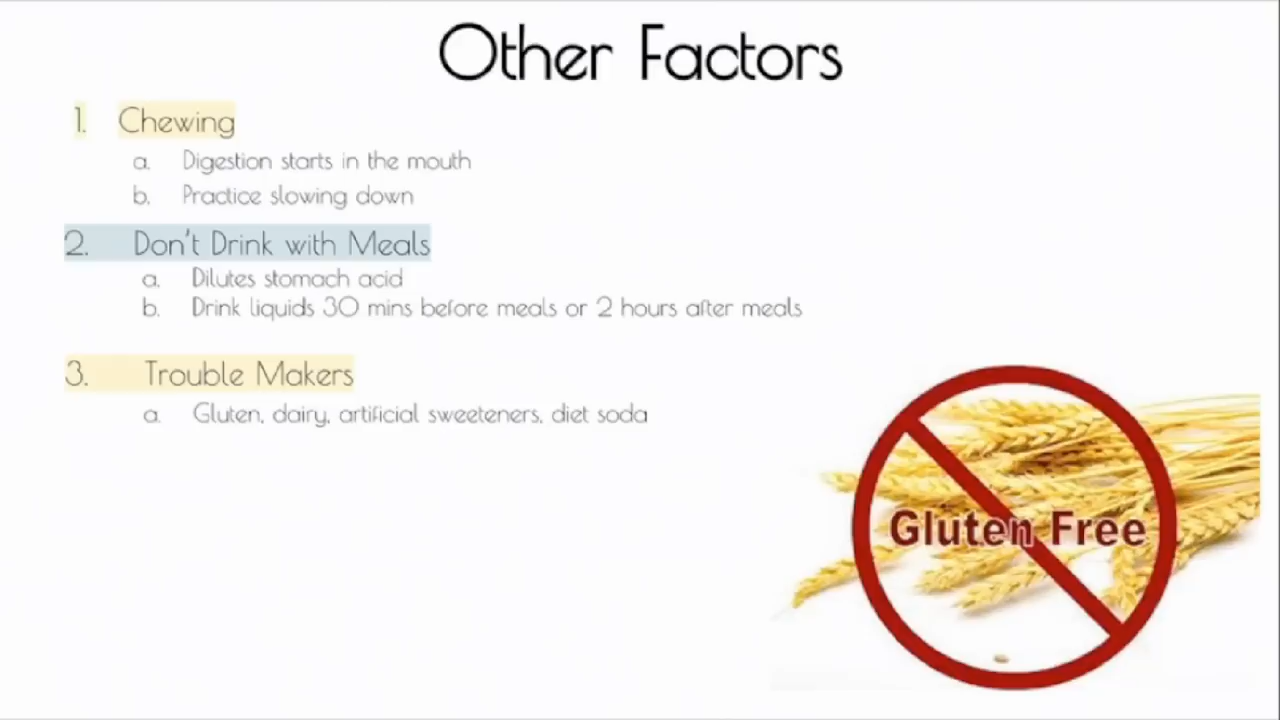 Other Factors
1. Chewing
a. Digestion starts in the mouth
b. Practice slowing down
2. Don't Drink with Meals
a. Dilutes stomach acid
b. Drink liquids 30 mins before meals or 2 hours after meals
3. Trouble Makers
a. Gluten, dairy, artificial sweeteners, diet soda
Gluten Free